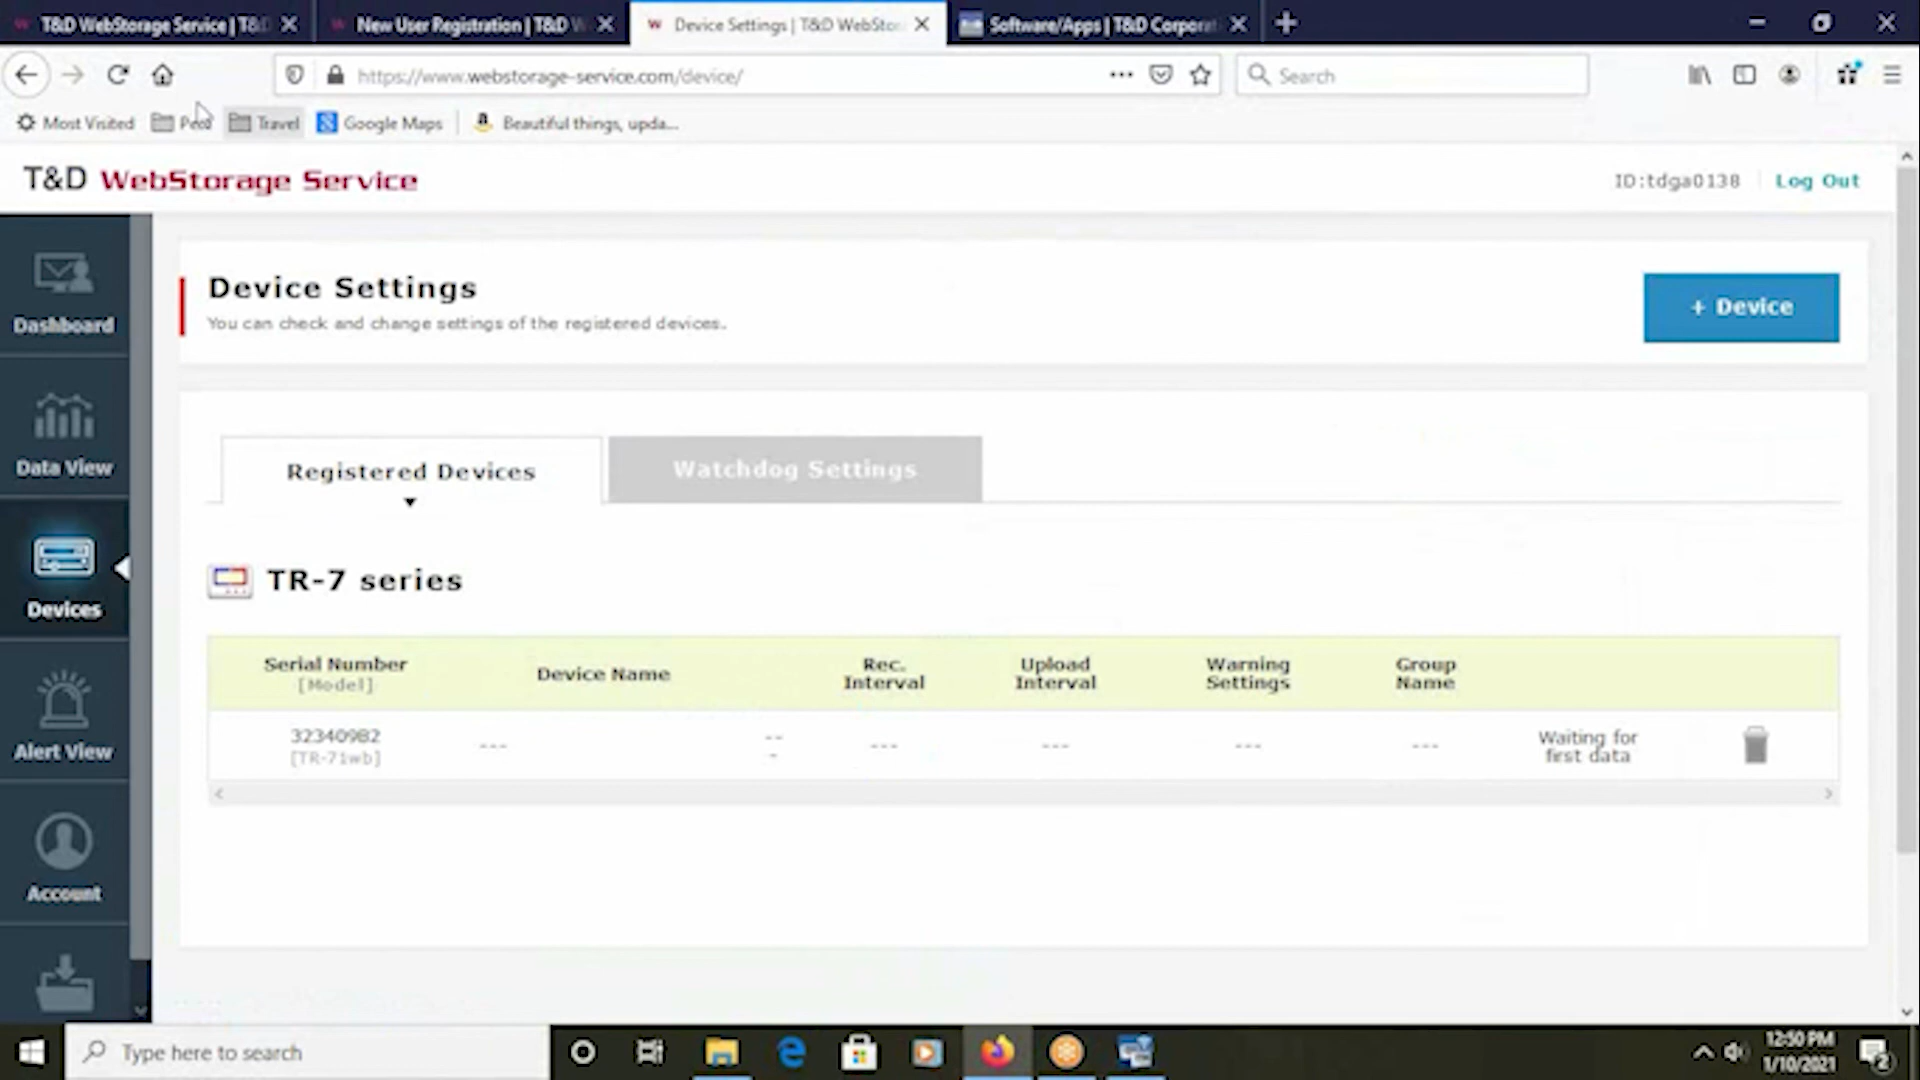 T&D WebStorage Service | T&D
New User Registration | T&D W
Device Settings | T&D WebStor
Software/Apps | T&D Corporat
https://www.webstorage-service.com/device/
Search
Most Visited
Travel
Google Maps
Beautiful things, upda...
T&D WebStorage Service
ID:tdga0138
Log Out
Dashboard
Data View
Devices
Alert View
Account
Device Settings
You can check and change settings of the registered devices.
+ Device
Registered Devices
Watchdog Settings
TR-7 series
Serial Number
[Model]
Device Name
Rec.
Interval
Upload
Interval
Warning
Settings
Group
Name
323409B2
[TR-71wb]
---
--
-
---
---
---
---
Waiting for
first data
Type here to search
12:50 PM
1/10/2021
2